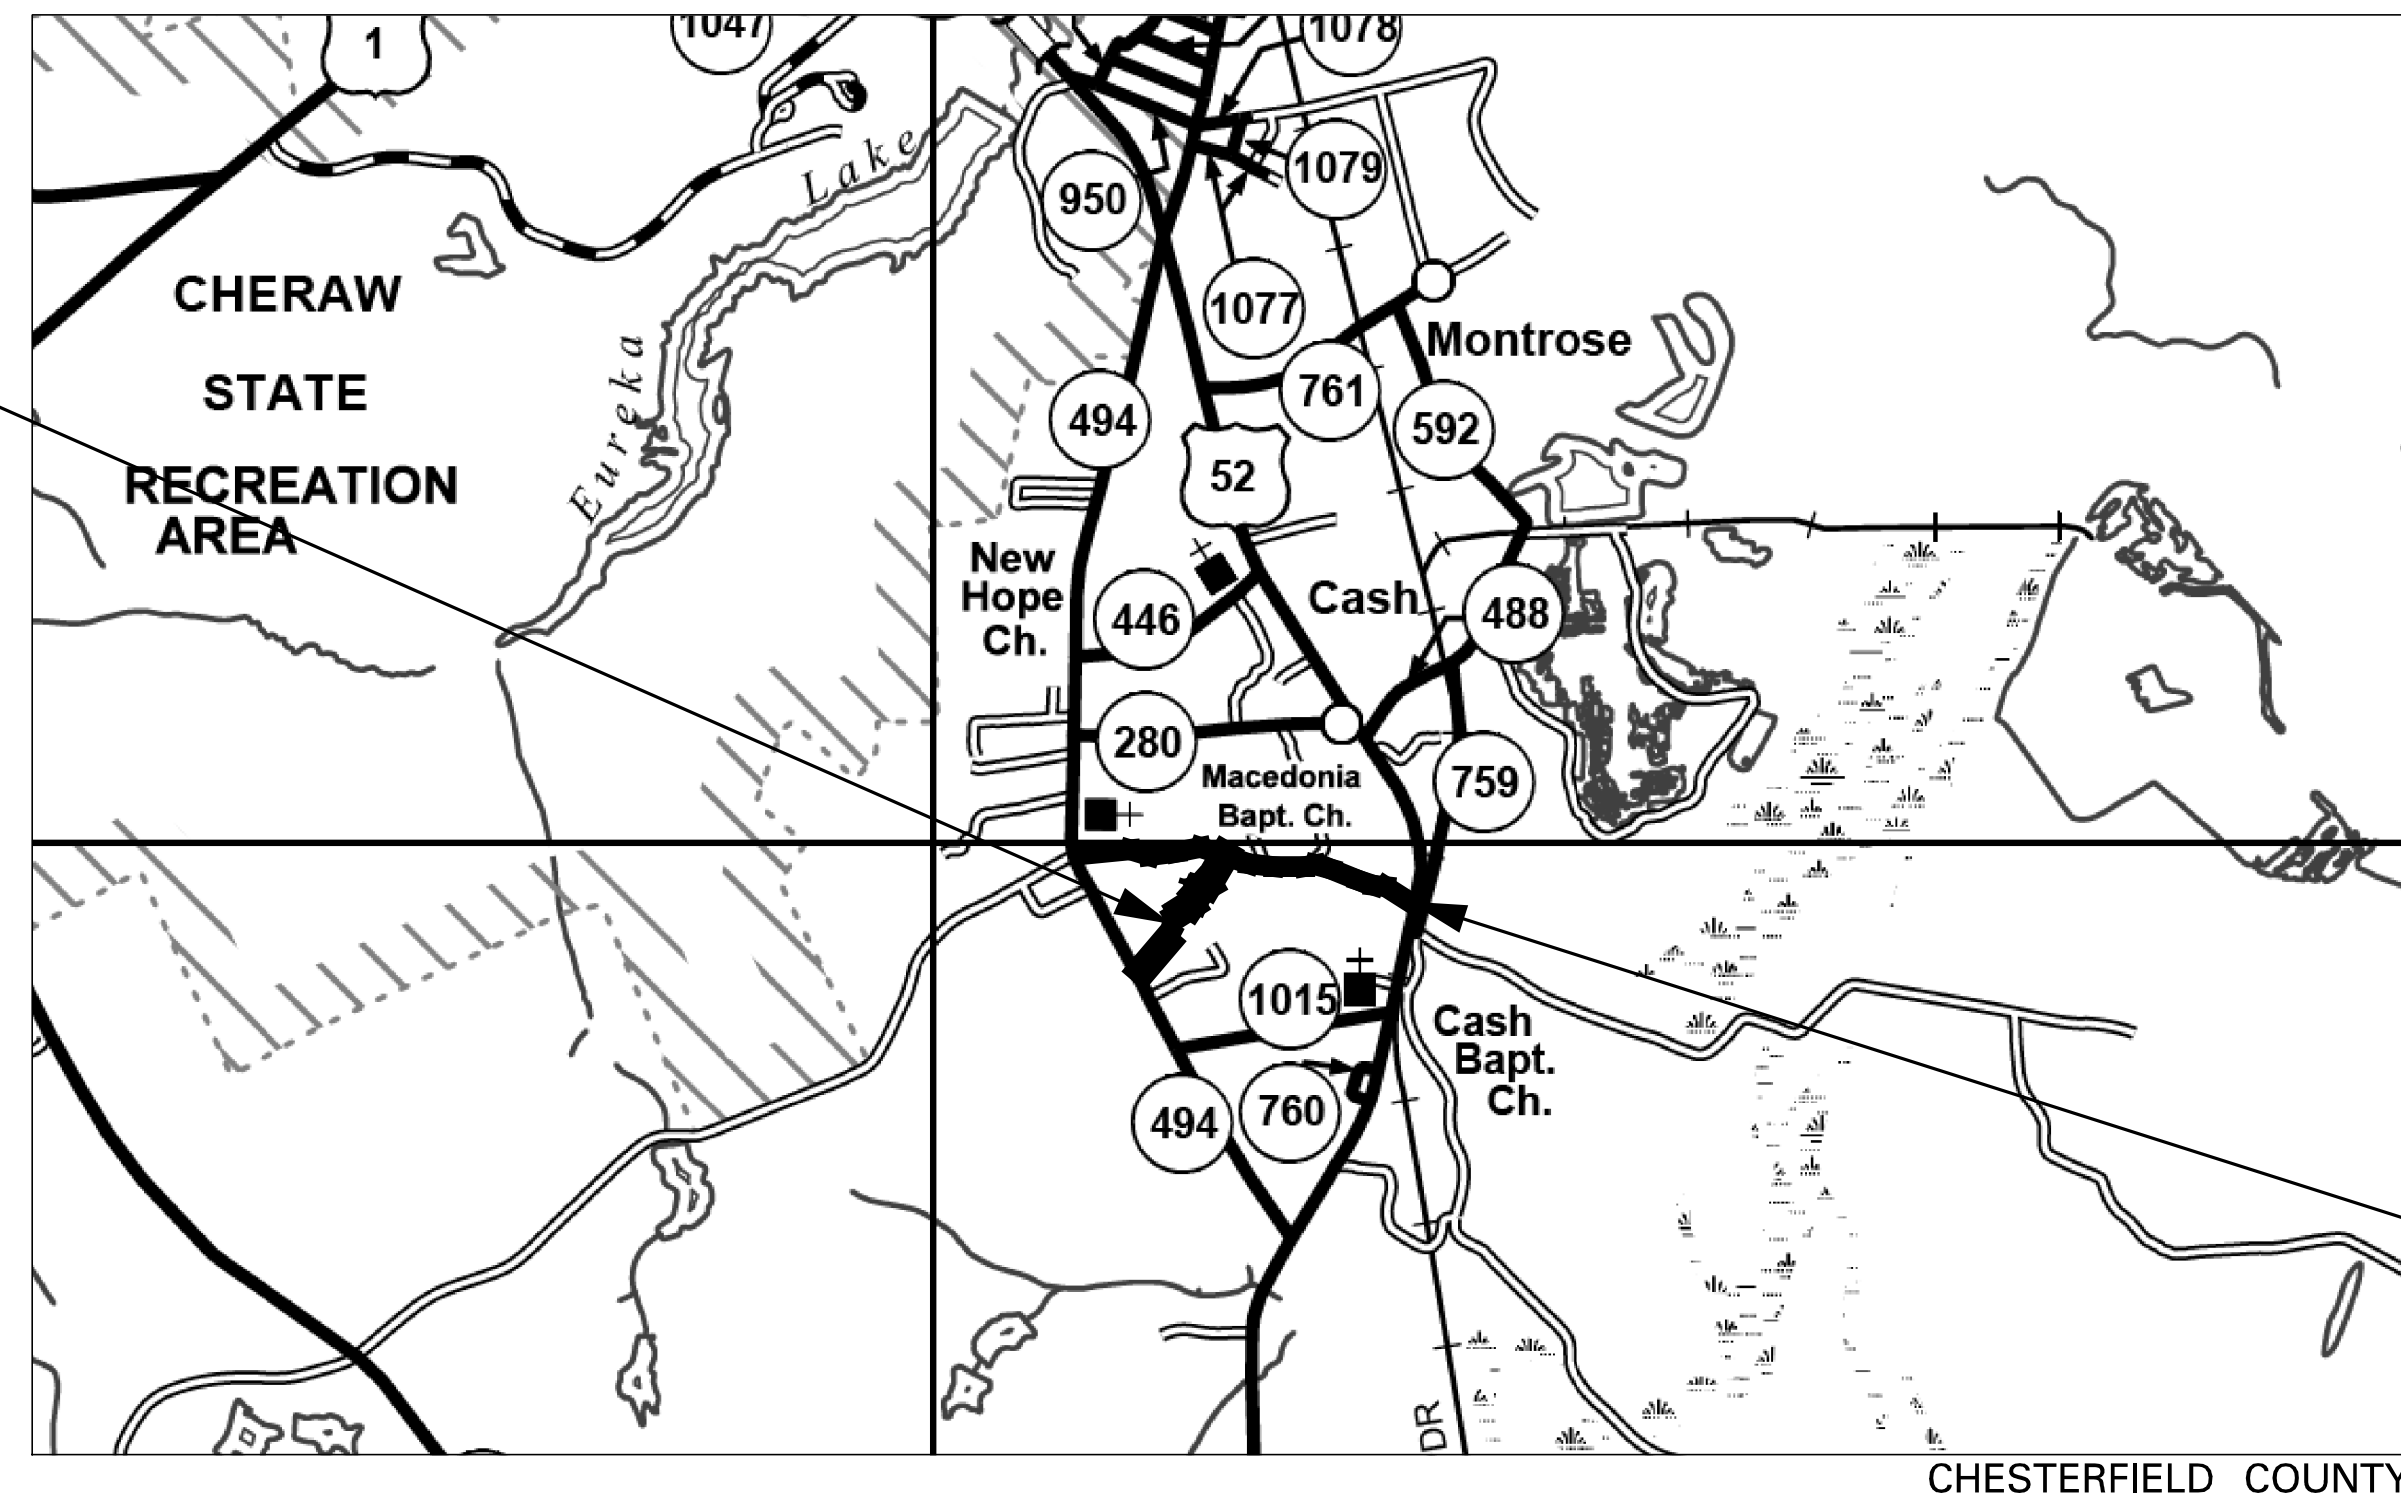 1
1047
1078
Lake
950
1079
CHERAW
1077
Montrose
Eureka
STATE
494
761
592
52
RECREATION
AREA
New
Hope
Ch.
446
Cash
488
280
Macedonia
Bapt. Ch.
759
1015
Cash
Bapt.
Ch.
494
760
DR
CHESTERFIELD COUNTY